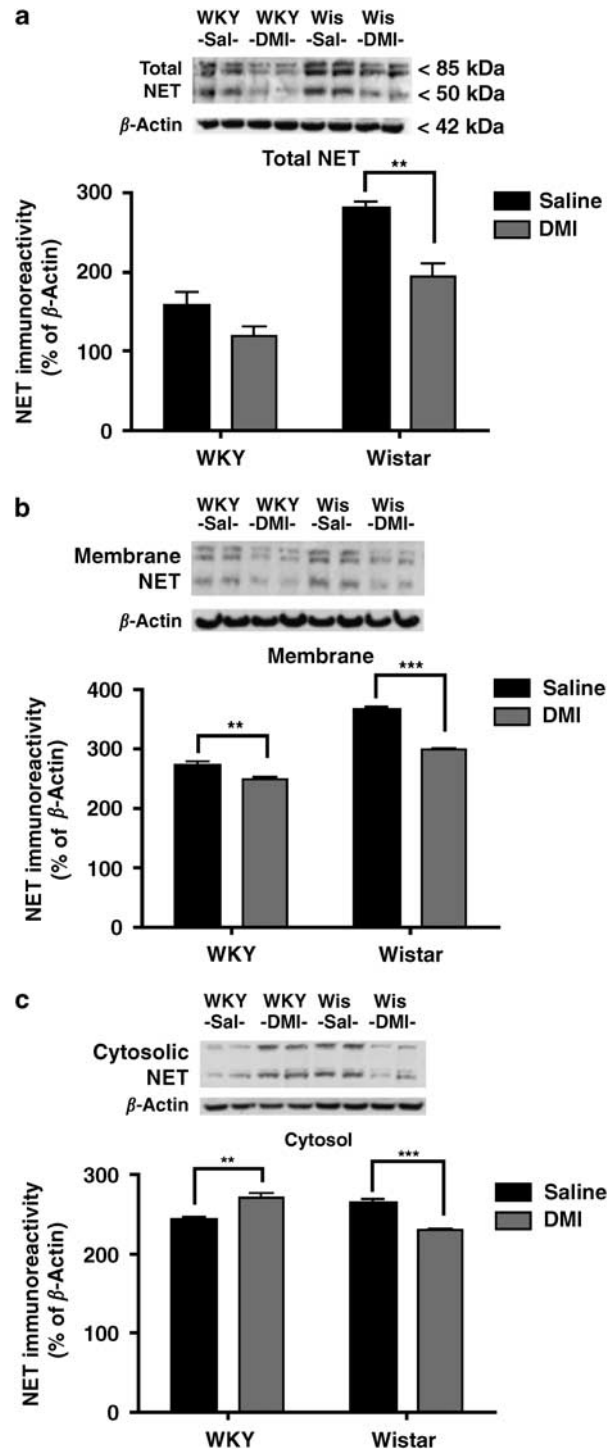 a
WKY WKY Wis Wis
-Sal- -DMI- -Sal- -DMI-
Total < 85 kDa
NET < 50 kDa
β-Actin < 42 kDa
Total NET
**
Saline
DMI
300
200
100
0
NET immunoreactivity
(% of β-Actin)
WKY Wistar
b
WKY WKY Wis Wis
-Sal- -DMI- -Sal- -DMI-
Membrane
NET
β-Actin
Membrane
** ***
Saline
DMI
400
300
200
100
0
NET immunoreactivity
(% of β-Actin)
WKY Wistar
c
WKY WKY Wis Wis
-Sal- -DMI- -Sal- -DMI-
Cytosolic
NET
β-Actin
Cytosol
** ***
Saline
DMI
300
200
100
0
NET immunoreactivity
(% of β-Actin)
WKY Wistar